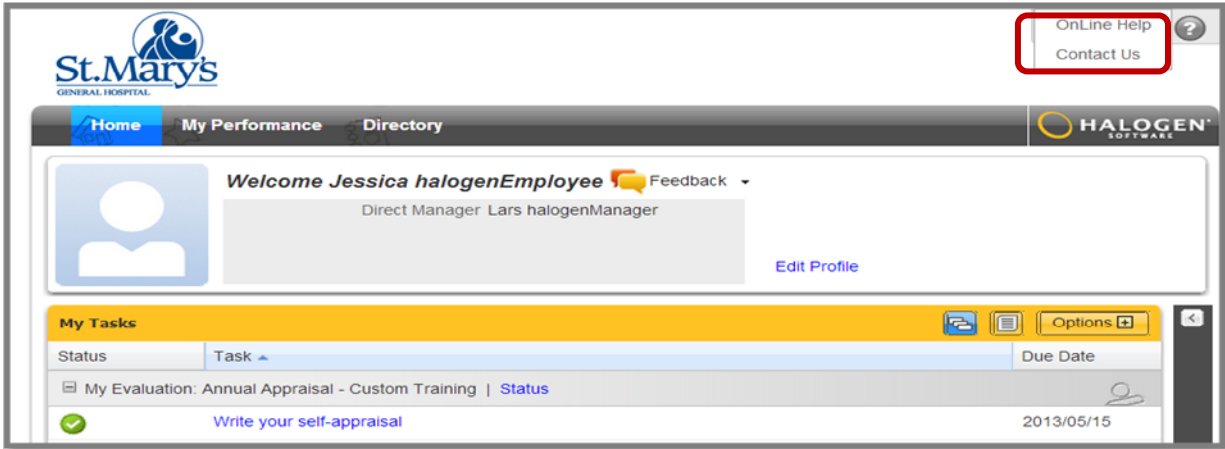 OnLine Help
?
Contact Us
St.Mary's
GENERAL HOSPITAL
Home My Performance Directory
HALOGEN
SOFTWARE
Welcome Jessica halogenEmployee Feedback
Direct Manager Lars halogenManager
Edit Profile
My Tasks Options
Status Task Due Date
My Evaluation: Annual Appraisal - Custom Training | Status
Write your self-appraisal 2013/05/15